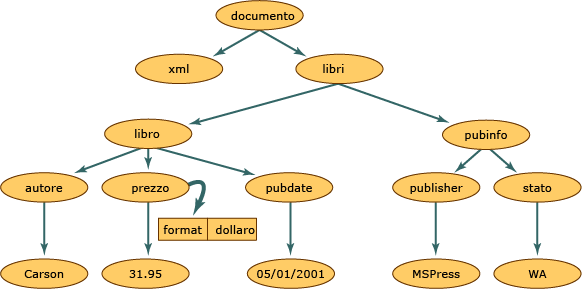 documento
xml libri
libro pubinfo
autore prezzo pubdate publisher stato
format dollaro
Carson 31.95 05/01/2001 MSPress WA